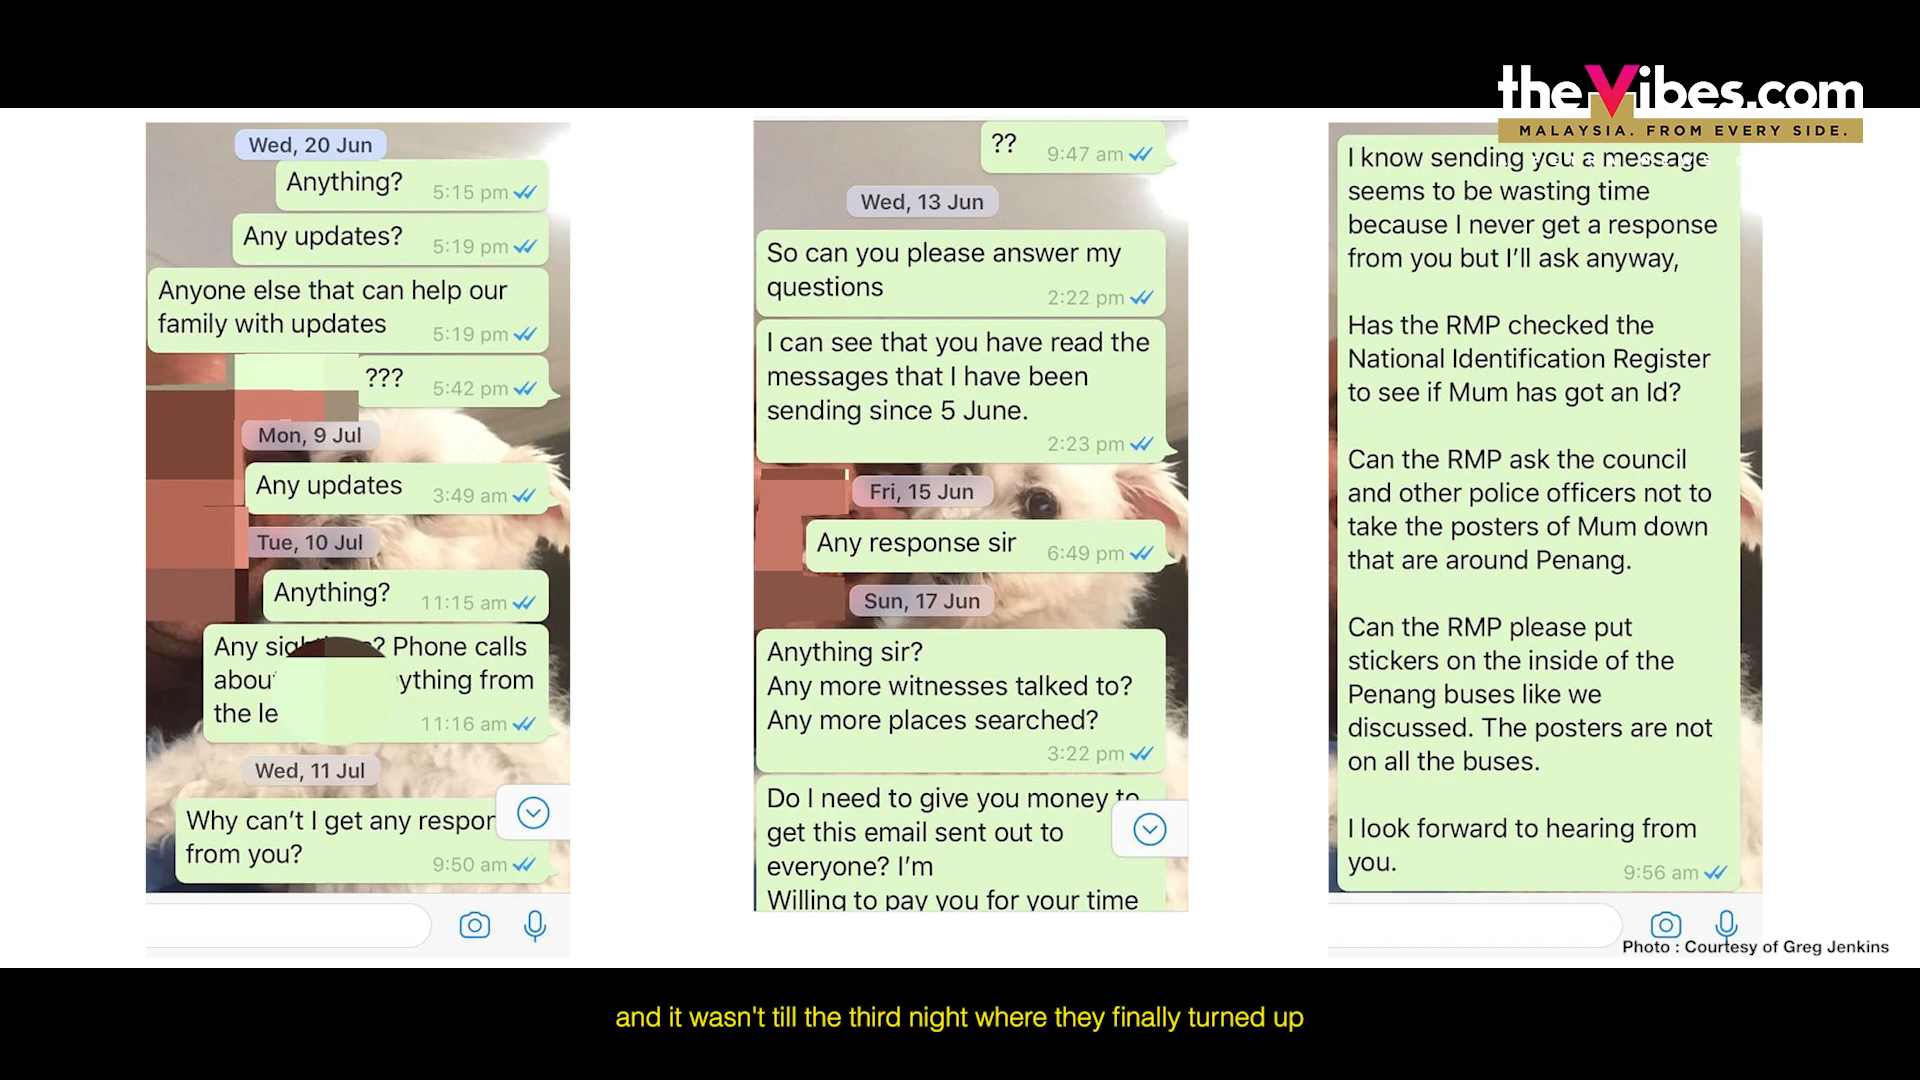 theVibes.com
MALAYSIA. FROM EVERY SIDE.
Wed, 20 Jun
Anything? 5:15 pm
Any updates? 5:19 pm
Anyone else that can help our
family with updates 5:19 pm
??? 5:42 pm
Mon, 9 Jul
Any updates 3:49 am
Tue, 10 Jul
Anything? 11:15 am
Any ? Phone calls
from
the 11:16 am
Wed, 11 Jul
Why can't I get any
from you? 9:50 am
?? 9:47 am
Wed, 13 Jun
So can you please answer my
questions 2:22 pm
I can see that you have read the
messages that I have been
sending since 5 June.
2:23 pm
Fri, 15 Jun
Any response sir 6:49 pm
Sun, 17 Jun
Anything sir?
Any more witnesses talked to?
Any more places searched?
3:22 pm
Do I need to give you money to
get this email sent out to
everyone? I'm
Willing to pay you for your time
I know sending you a message
seems to be wasting time
because I never get a response
from you but I'll ask anyway,
Has the RMP checked the
National Identification Register
to see if Mum has got an Id?
Can the RMP ask the council
and other police officers not to
take the posters of Mum down
that are around Penang.
Can the RMP please put
stickers on the inside of the
Penang buses like we
discussed. The posters are not
on all the buses.
I look forward to hearing from
you. 9:56 am
Photo : Courtesy of Greg Jenkins
and it wasn't till the third night where they finally turned up